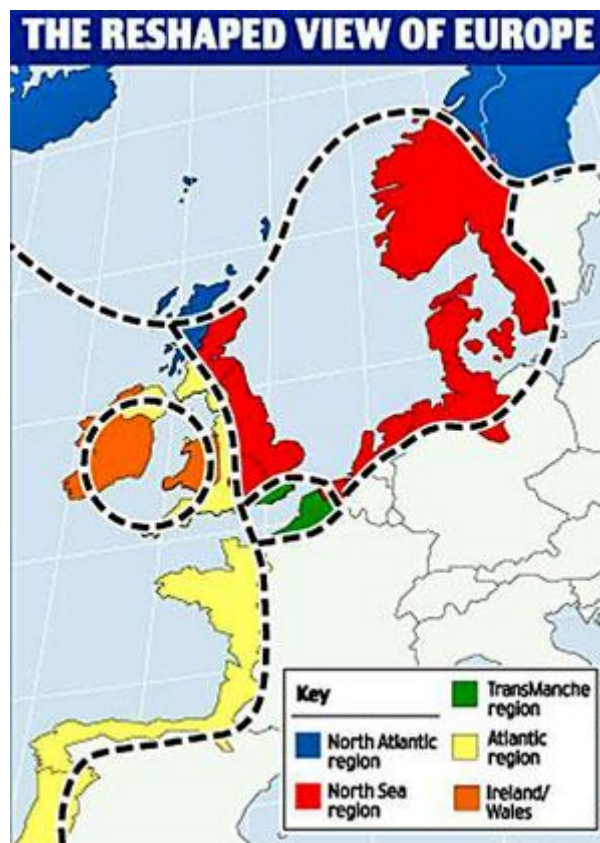 THE RESHAPED VIEW OF EUROPE
Key
North Atlantic
region
North Sea
region
TransManche
region
Atlantic
region
Ireland/
Wales